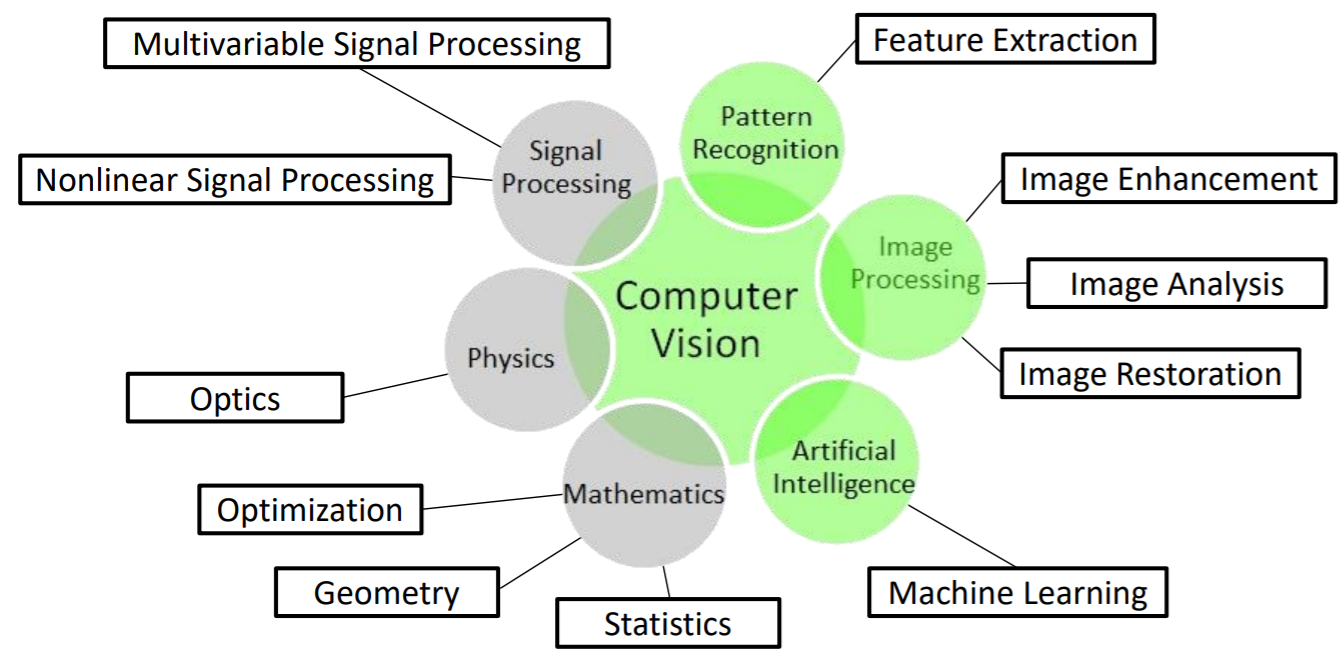 Multivariable Signal Processing
Feature Extraction
Pattern
Recognition
Signal
Processing
Nonlinear Signal Processing
Image Enhancement
Image
Processing
Image Analysis
Computer
Vision
Physics
Image Restoration
Optics
Artificial
Intelligence
Mathematics
Optimization
Geometry
Machine Learning
Statistics